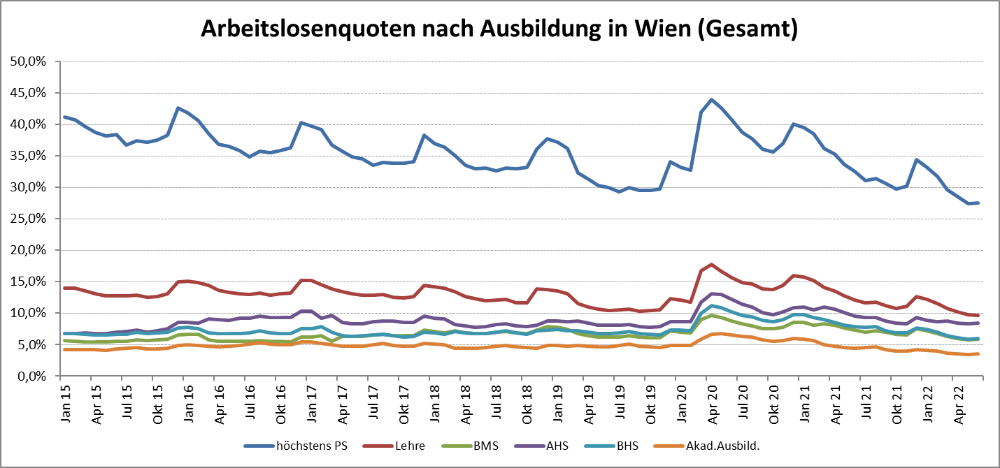 Arbeitslosenquoten nach Ausbildung in Wien (Gesamt)
50,0%
45,0%
40,0%
35,0%
30,0%
25,0%
20,0%
15,0%
10,0%
5,0%
0,0%
Jan 15
Apr 15
Jul 15
Okt 15
Jan 16
Apr 16
Jul 16
Okt 16
Jan 17
Apr 17
Jul 17
Okt 17
Jan 18
Apr 18
Jul 18
Okt 18
Jan 19
Apr 19
Jul 19
Okt 19
Jan 20
Apr 20
Jul 20
Okt 20
Jan 21
Apr 21
Jul 21
Okt 21
Jan 22
Apr 22
höchstens PS Lehre BMS AHS BHS Akad.Ausbild.